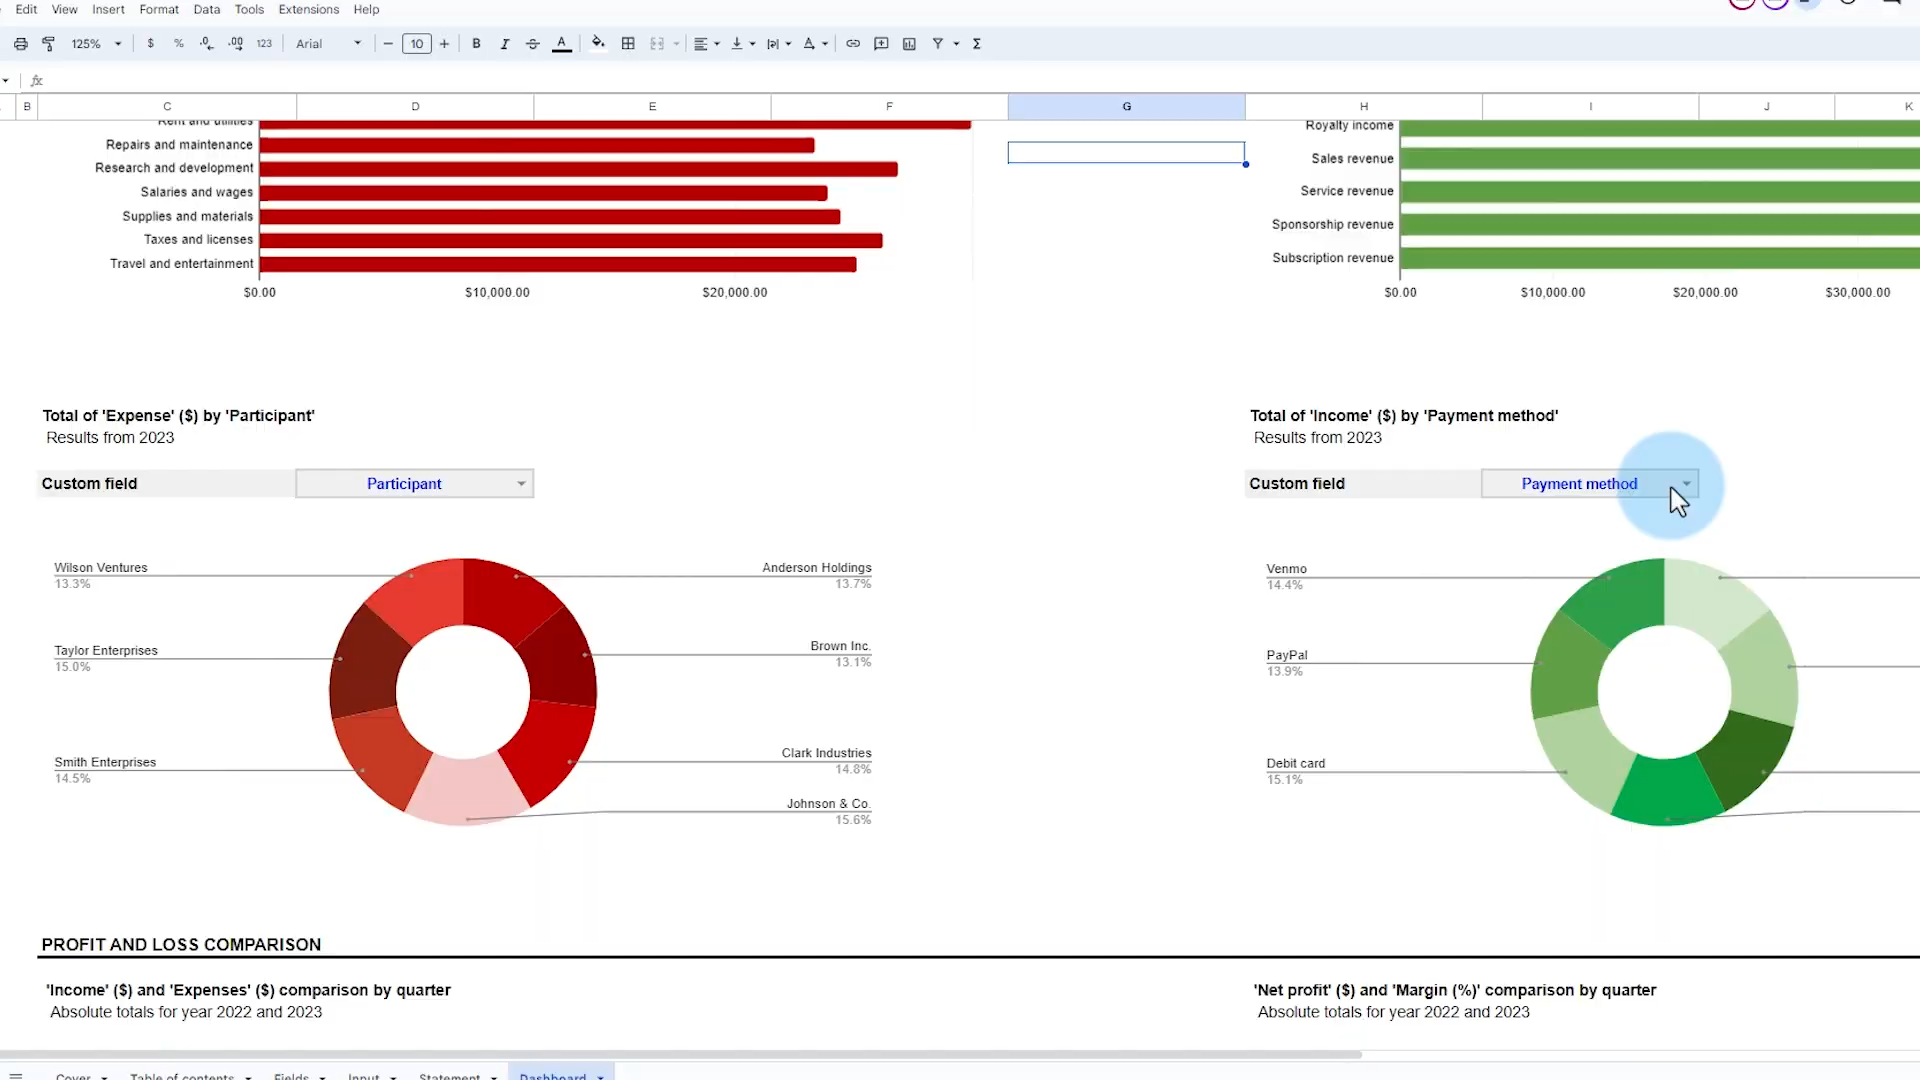 Edit View Insert Format Data Tools Extensions Help
125% $ % .0 .00 123 Arial − 10 + B I S A Σ
fx
B C D E F G H I J K
Rent and utilities
Repairs and maintenance
Research and development
Salaries and wages
Supplies and materials
Taxes and licenses
Travel and entertainment
$0.00 $10,000.00 $20,000.00
Royalty income
Sales revenue
Service revenue
Sponsorship revenue
Subscription revenue
$0.00 $10,000.00 $20,000.00 $30,000.00
Total of 'Expense' ($) by 'Participant'
Results from 2023
Custom field Participant
Wilson Ventures
13.3%
Taylor Enterprises
15.0%
Smith Enterprises
14.5%
Anderson Holdings
13.7%
Brown Inc.
13.1%
Clark Industries
14.8%
Johnson & Co.
15.6%
Total of 'Income' ($) by 'Payment method'
Results from 2023
Custom field Payment method
Venmo
14.4%
PayPal
13.9%
Debit card
15.1%
PROFIT AND LOSS COMPARISON
'Income' ($) and 'Expenses' ($) comparison by quarter
Absolute totals for year 2022 and 2023
'Net profit' ($) and 'Margin (%)' comparison by quarter
Absolute totals for year 2022 and 2023
Cover Table of contents Fields Input Statement Dashboard